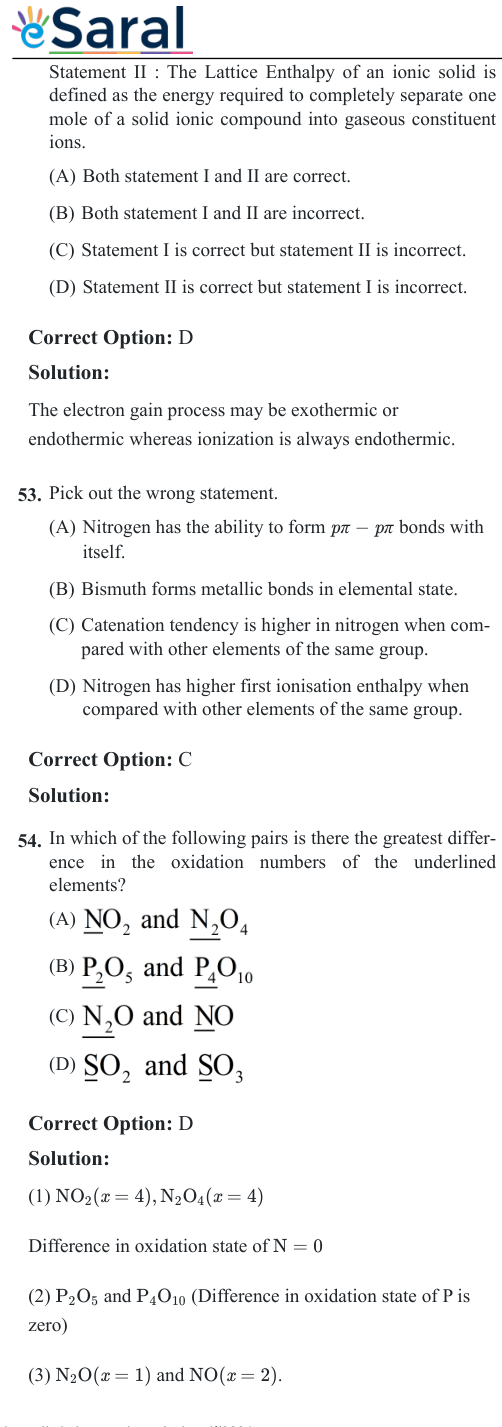 eSaral
Statement II : The Lattice Enthalpy of an ionic solid is
defined as the energy required to completely separate one
mole of a solid ionic compound into gaseous constituent
ions.
(A) Both statement I and II are correct.
(B) Both statement I and II are incorrect.
(C) Statement I is correct but statement II is incorrect.
(D) Statement II is correct but statement I is incorrect.
Correct Option: D
Solution:
The electron gain process may be exothermic or
endothermic whereas ionization is always endothermic.
53. Pick out the wrong statement.
(A) Nitrogen has the ability to form pπ − pπ bonds with
itself.
(B) Bismuth forms metallic bonds in elemental state.
(C) Catenation tendency is higher in nitrogen when com-
pared with other elements of the same group.
(D) Nitrogen has higher first ionisation enthalpy when
compared with other elements of the same group.
Correct Option: C
Solution:
54. In which of the following pairs is there the greatest differ-
ence in the oxidation numbers of the underlined
elements?
(A) NO₂ and N₂O₄
(B) P₂O₅ and P₄O₁₀
(C) N₂O and NO
(D) SO₂ and SO₃
Correct Option: D
Solution:
(1) NO₂(x = 4), N₂O₄(x = 4)
Difference in oxidation state of N = 0
(2) P₂O₅ and P₄O₁₀ (Difference in oxidation state of P is
zero)
(3) N₂O(x = 1) and NO(x = 2).